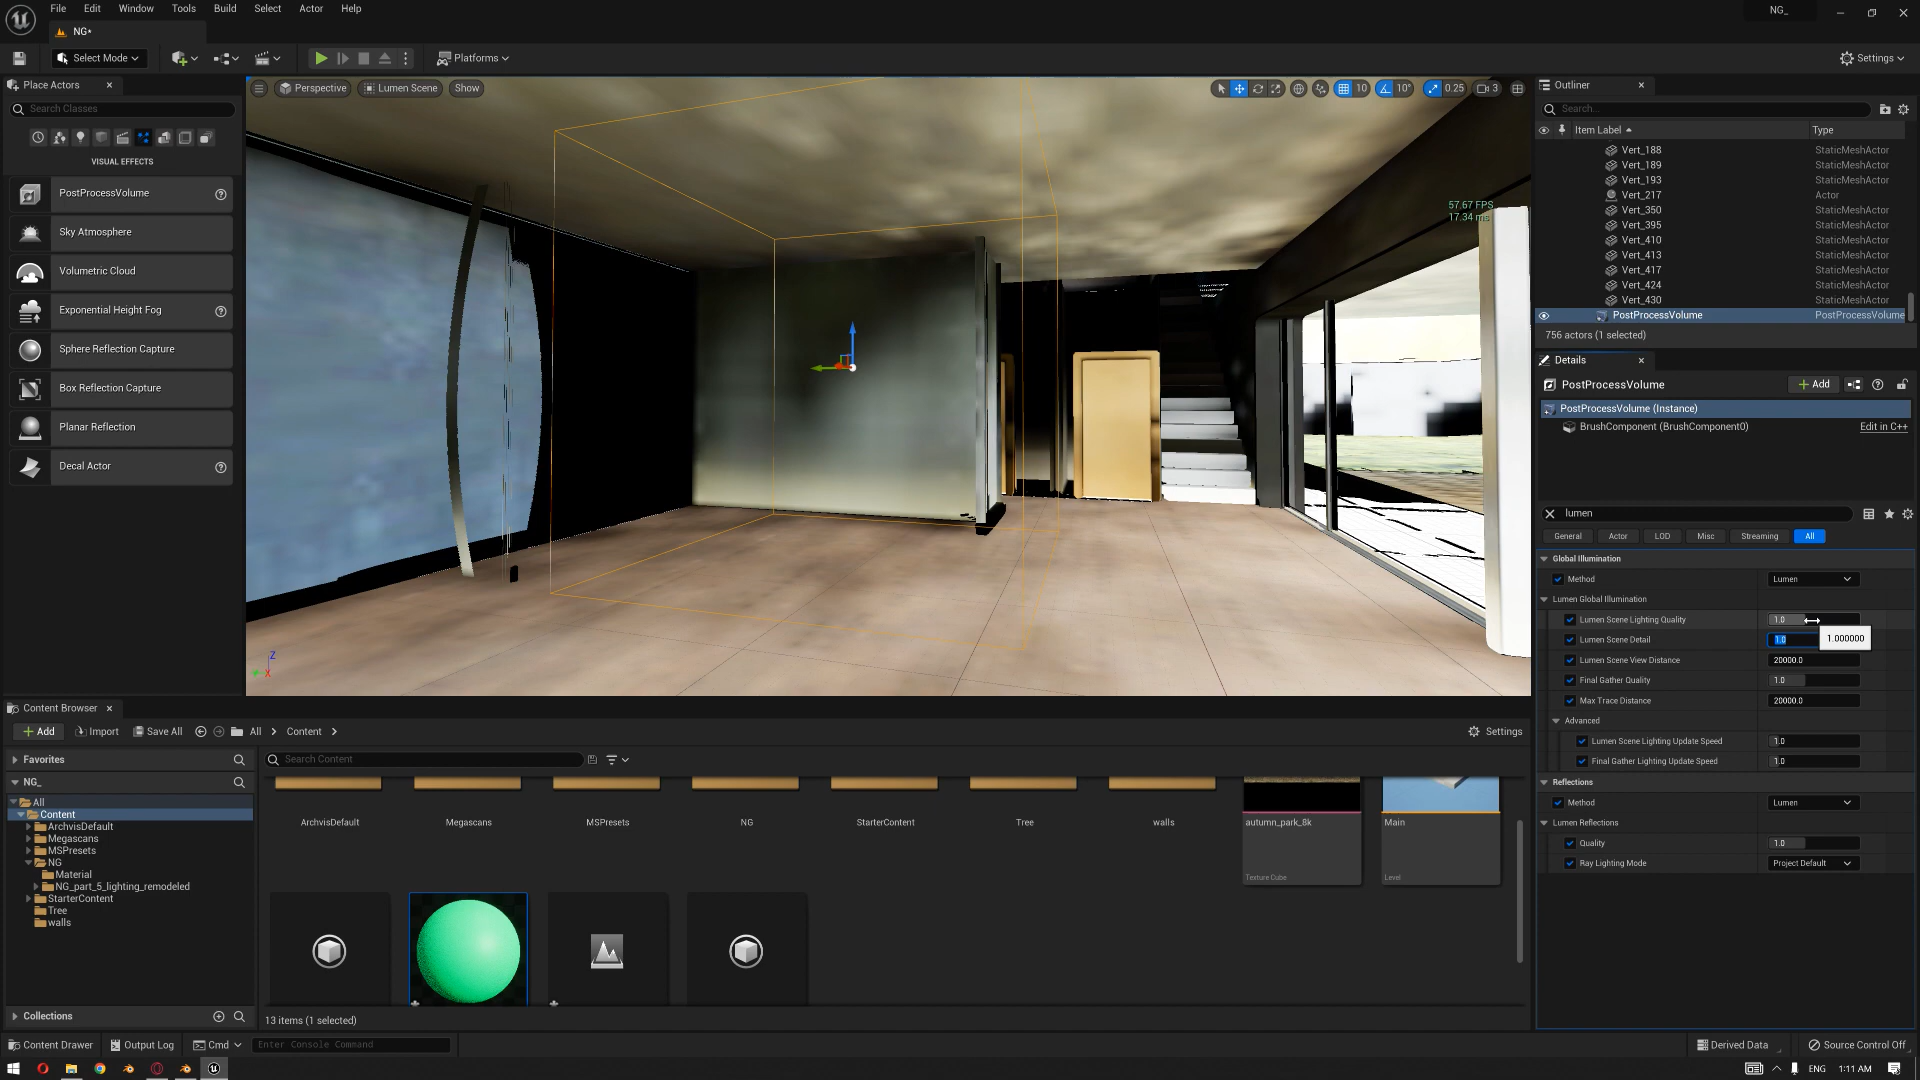 File Edit Window Tools Build Select Actor Help
NG_
NG*
Select Mode
Platforms
Settings
Place Actors
Search Classes
VISUAL EFFECTS
PostProcessVolume
Sky Atmosphere
Volumetric Cloud
Exponential Height Fog
Sphere Reflection Capture
Box Reflection Capture
Planar Reflection
Decal Actor
Perspective
Lumen Scene
Show
10
10°
0.25
3
57.67 FPS
17.34 ms
Z
X
Outliner
Search...
Item Label
Type
Vert_188 StaticMeshActor
Vert_189 StaticMeshActor
Vert_193 StaticMeshActor
Vert_217 Actor
Vert_350 StaticMeshActor
Vert_395 StaticMeshActor
Vert_410 StaticMeshActor
Vert_413 StaticMeshActor
Vert_417 StaticMeshActor
Vert_424 StaticMeshActor
Vert_430 StaticMeshActor
PostProcessVolume PostProcessVolume
756 actors (1 selected)
Details
PostProcessVolume
Add
PostProcessVolume (Instance)
BrushComponent (BrushComponent0) Edit in C++
lumen
General Actor LOD Misc Streaming All
Global Illumination
Method Lumen
Lumen Global Illumination
Lumen Scene Lighting Quality 1.0
Lumen Scene Detail 1.0
1.000000
Lumen Scene View Distance 20000.0
Final Gather Quality 1.0
Max Trace Distance 20000.0
Advanced
Lumen Scene Lighting Update Speed 1.0
Final Gather Lighting Update Speed 1.0
Reflections
Method Lumen
Lumen Reflections
Quality 1.0
Ray Lighting Mode Project Default
Content Browser
Add Import Save All All Content Settings
Favorites
NG_
All
Content
ArchvisDefault
Megascans
MSPresets
NG
Material
NG_part_5_lighting_remodeled
StarterContent
Tree
walls
Collections
Search Content
ArchvisDefault Megascans MSPresets NG StarterContent Tree walls autumn_park_8k Main
Texture Cube Level
13 items (1 selected)
Content Drawer Output Log Cmd Enter Console Command Derived Data Source Control Off
ENG 1:11 AM